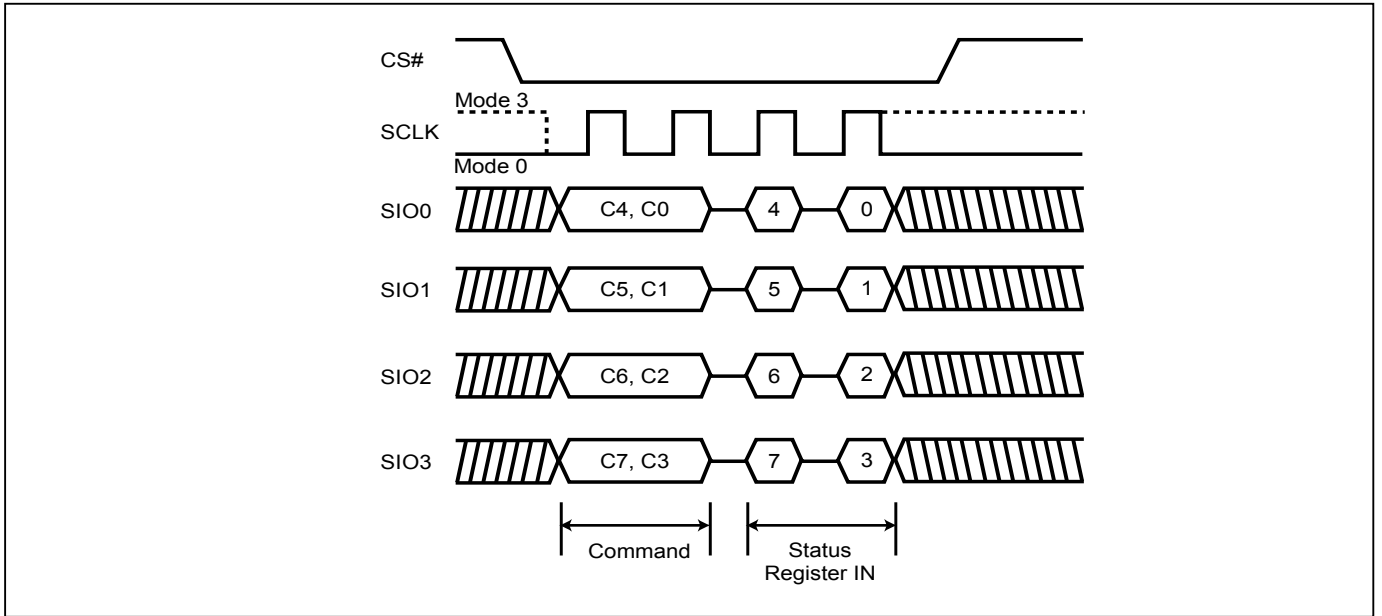 CS#
Mode 3
SCLK
Mode 0
SIO0
C4, C0
4
0
SIO1
C5, C1
5
1
SIO2
C6, C2
6
2
SIO3
C7, C3
7
3
Command
Status
Register IN